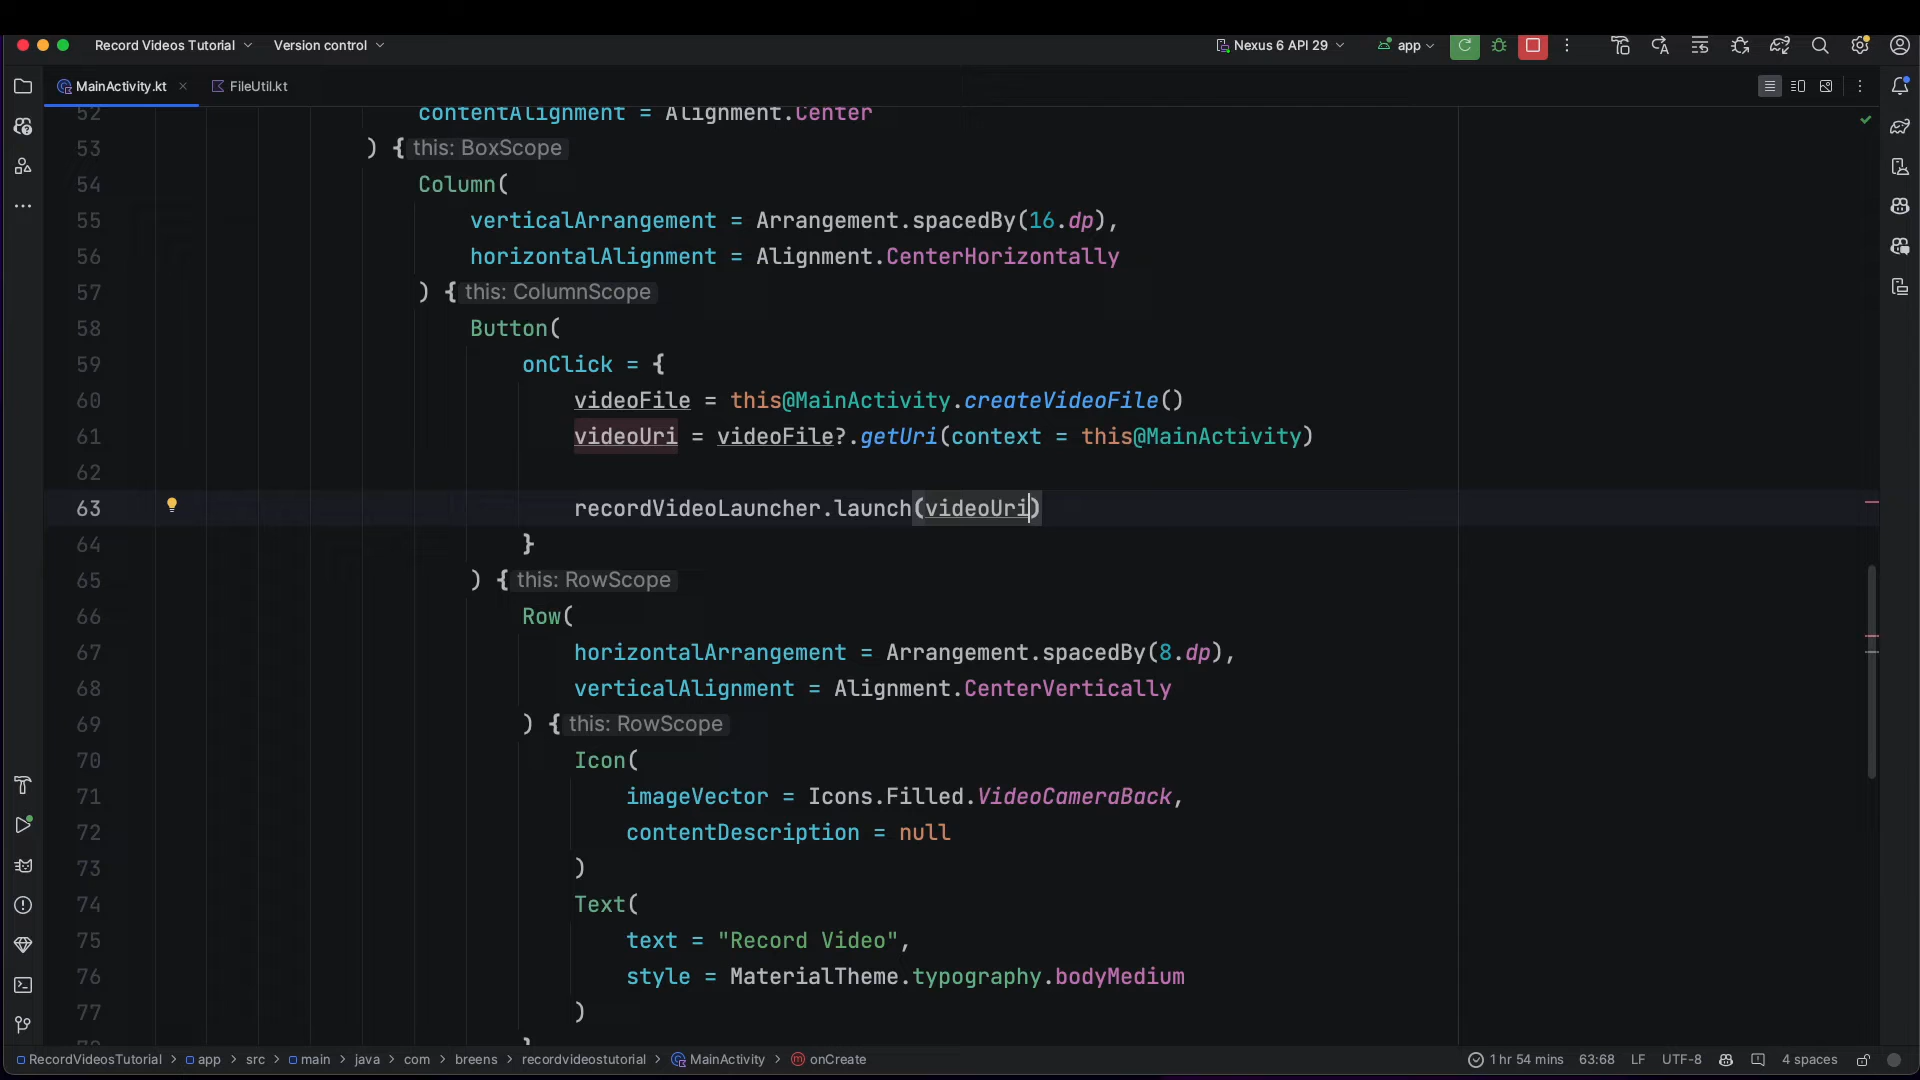 Record Videos Tutorial Version control Nexus 6 API 29 app
MainActivity.kt FileUtil.kt
52 contentAlignment = Alignment.Center
53 ) { this: BoxScope
54 Column(
55 verticalArrangement = Arrangement.spacedBy(16.dp),
56 horizontalAlignment = Alignment.CenterHorizontally
57 ) { this: ColumnScope
58 Button(
59 onClick = {
60 videoFile = this@MainActivity.createVideoFile()
61 videoUri = videoFile?.getUri(context = this@MainActivity)
62
63 recordVideoLauncher.launch(videoUri)
64 }
65 ) { this: RowScope
66 Row(
67 horizontalArrangement = Arrangement.spacedBy(8.dp),
68 verticalAlignment = Alignment.CenterVertically
69 ) { this: RowScope
70 Icon(
71 imageVector = Icons.Filled.VideoCameraBack,
72 contentDescription = null
73 )
74 Text(
75 text = "Record Video",
76 style = MaterialTheme.typography.bodyMedium
77 )
RecordVideosTutorial > app > src > main > java > com > breens > recordvideostutorial > MainActivity > onCreate 1 hr 54 mins 63:68 LF UTF-8 4 spaces